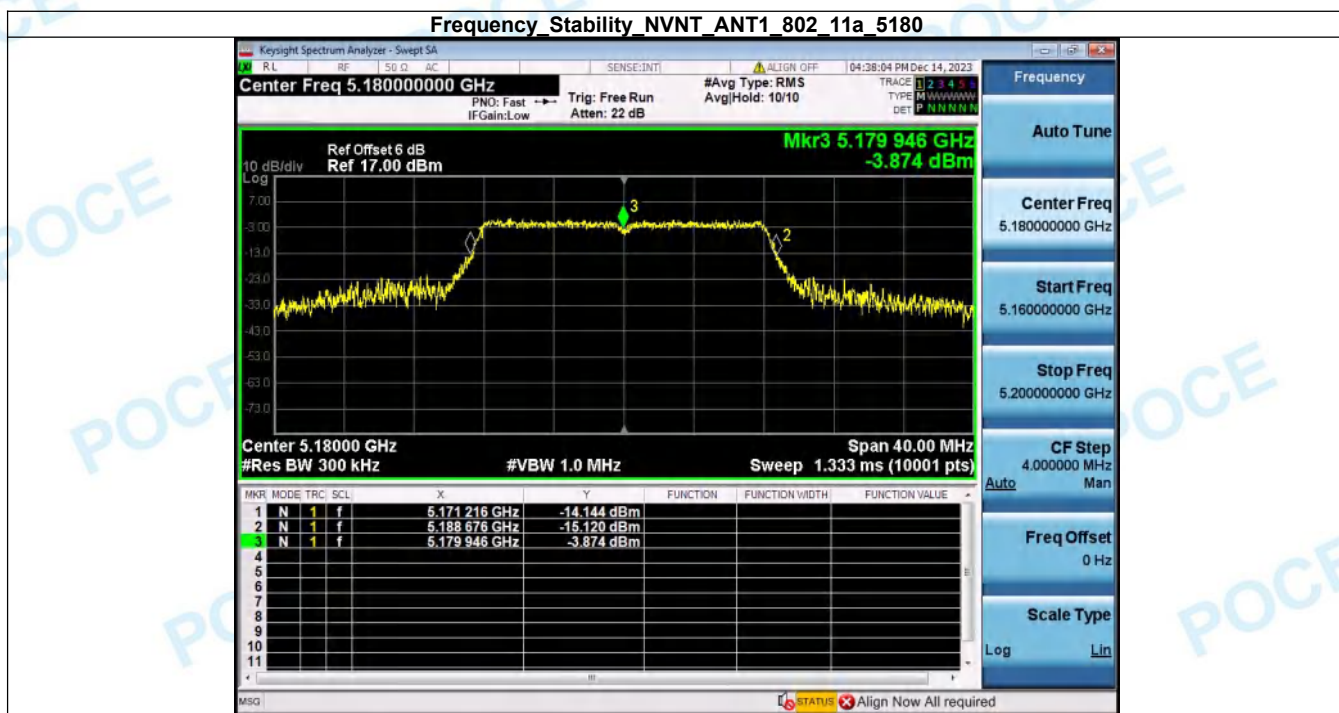 Frequency_Stability_NVNT_ANT1_802_11a_5180
Keysight Spectrum Analyzer - Swept SA
RL RF 50 Ω AC SENSE:INT ALIGN OFF 04:38:04 PM Dec 14, 2023
Center Freq 5.180000000 GHz
PNO: Fast
IFGain:Low
Trig: Free Run
Atten: 22 dB
#Avg Type: RMS
Avg|Hold: 10/10
TRACE 1 2 3 4 5 6
TYPE M WWWWW
DET P N N N N N
Ref Offset 6 dB
10 dB/div Ref 17.00 dBm
Log
Mkr3 5.179 946 GHz
-3.874 dBm
7.00
-3.00
-13.0
-23.0
-33.0
-43.0
-53.0
-63.0
-73.0
3
2
Center 5.18000 GHz Span 40.00 MHz
#Res BW 300 kHz #VBW 1.0 MHz Sweep 1.333 ms (10001 pts)
MKR MODE TRC SCL X Y FUNCTION FUNCTION WIDTH FUNCTION VALUE
1 N 1 f 5.171 216 GHz -14.144 dBm
2 N 1 f 5.188 676 GHz -15.120 dBm
3 N 1 f 5.179 946 GHz -3.874 dBm
4
5
6
7
8
9
10
11
MSG STATUS Align Now All required
Frequency
Auto Tune
Center Freq
5.180000000 GHz
Start Freq
5.160000000 GHz
Stop Freq
5.200000000 GHz
CF Step
4.000000 MHz
Auto Man
Freq Offset
0 Hz
Scale Type
Log Lin
POCE
POCE
POCE
POCE
POCE